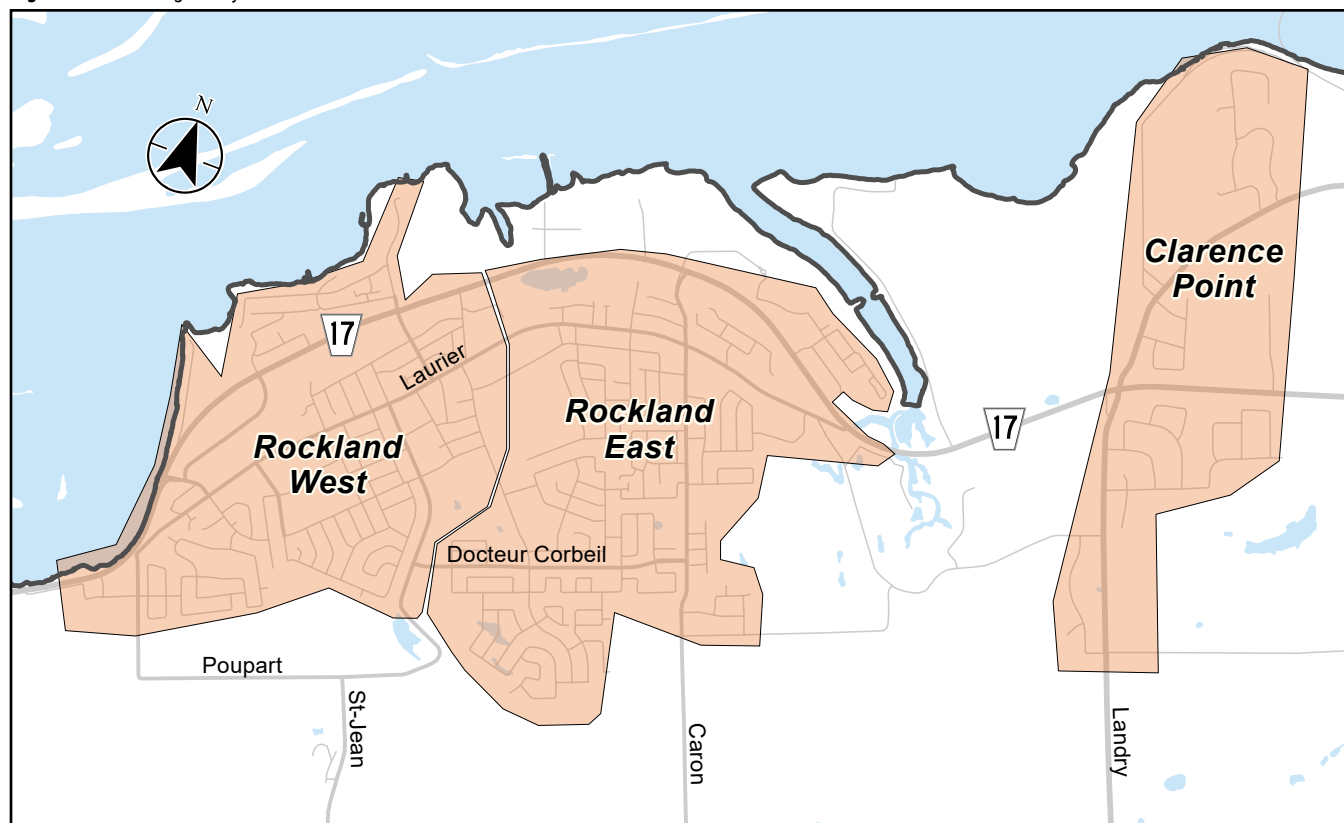 N
Clarence
Point
17
Laurier
Rockland
East
17
Rockland
West
Docteur Corbeil
Poupart
St-Jean
Caron
Landry